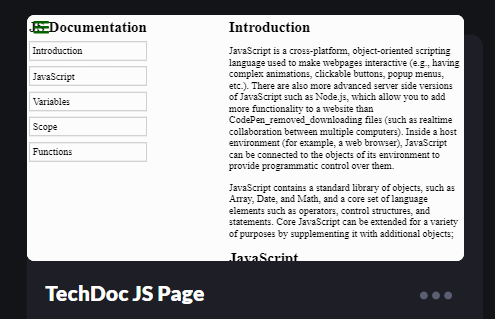 JS Documentation
Introduction
JavaScript
Variables
Scope
Functions
Introduction
JavaScript is a cross-platform, object-oriented scripting
language used to make webpages interactive (e.g., having
complex animations, clickable buttons, popup menus,
etc.). There are also more advanced server side versions
of JavaScript such as Node.js, which allow you to add
more functionality to a website than
CodePen_removed_downloading files (such as realtime
collaboration between multiple computers). Inside a host
environment (for example, a web browser), JavaScript
can be connected to the objects of its environment to
provide programmatic control over them.
JavaScript contains a standard library of objects, such as
Array, Date, and Math, and a core set of language
elements such as operators, control structures, and
statements. Core JavaScript can be extended for a variety
of purposes by supplementing it with additional objects;
JavaScript
TechDoc JS Page